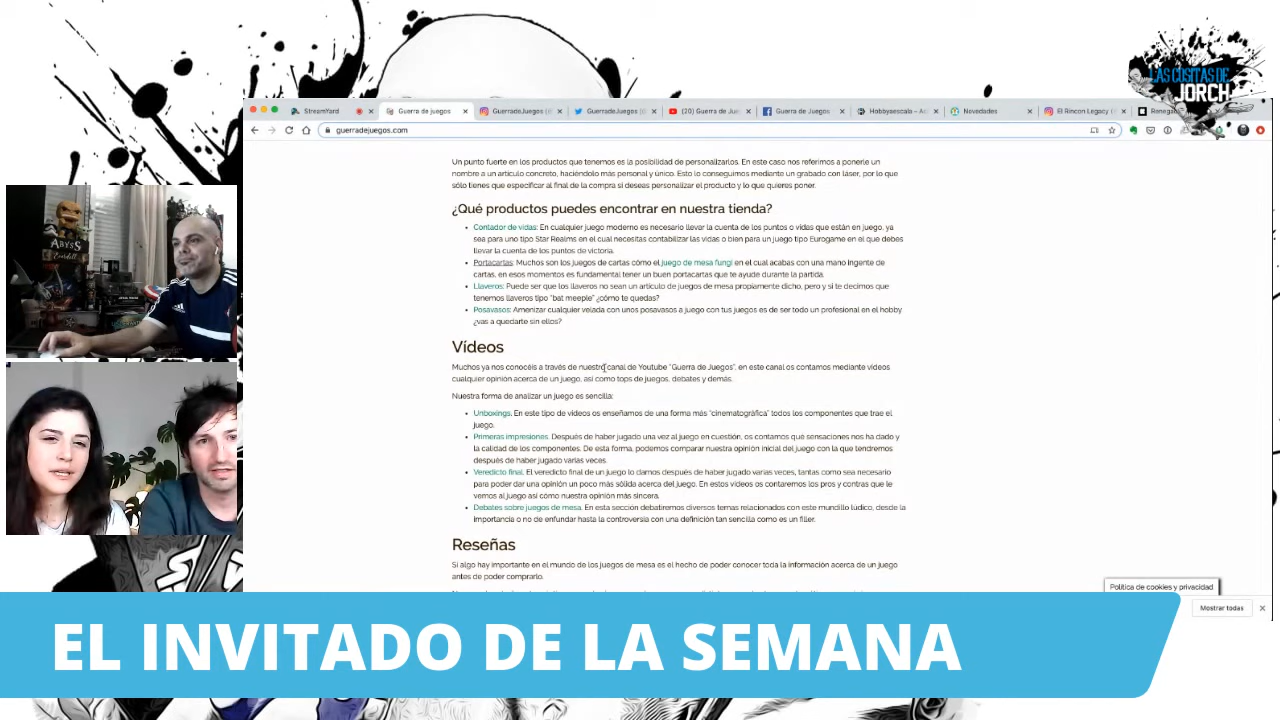 LAS COSITAS DE
JORCH
StreamYard
Guerra de juegos
GuerradeJuegos (
GuerradeJuegos (
(20) Guerra de Jue
Guerra de Juegos
Hobbyaescala – A
Novedades
El Rincon Legacy (
Renega
guerradejuegos.com
Un punto fuerte en los productos que tenemos es la posibilidad de personalizarlos. En este caso nos referimos a ponerle un
nombre a un artículo concreto, haciéndolo más personal y único. Esto lo conseguimos mediante un grabado con láser, por lo que
sólo tienes que especificar al final de la compra si deseas personalizar el producto y lo que quieres poner.
¿Qué productos puedes encontrar en nuestra tienda?
Contador de vidas: En cualquier juego moderno es necesario llevar la cuenta de los puntos o vidas que están en juego, ya
sea para uno tipo Star Realms en el cual necesitas contabilizar las vidas o bien para un juego tipo Eurogame en el que debes
llevar la cuenta de los puntos de victoria.
Portacartas: Muchos son los juegos de cartas cómo el juego de mesa fungi en el cual acabas con una mano ingente de
cartas, en esos momentos es fundamental tener un buen portacartas que te ayude durante la partida.
Llaveros: Puede ser que los llaveros no sean un artículo de juegos de mesa propiamente dicho, pero y si te decimos que
tenemos llaveros tipo "bat meeple" ¿cómo te quedas?
Posavasos: Amenizar cualquier velada con unos posavasos a juego con tus juegos es de ser todo un profesional en el hobby
¿vas a quedarte sin ellos?
Vídeos
Muchos ya nos conocéis a través de nuestro canal de Youtube "Guerra de Juegos", en este canal os contamos mediante vídeos
cualquier opinión acerca de un juego, así como tops de juegos, debates y demás.
Nuestra forma de analizar un juego es sencilla:
Unboxings. En este tipo de vídeos os enseñamos de una forma más "cinematográfica" todos los componentes que trae el
juego.
Primeras impresiones. Después de haber jugado una vez al juego en cuestión, os contamos qué sensaciones nos ha dado y
la calidad de los componentes. De esta forma, podemos comparar nuestra opinión inicial del juego con la que tendremos
después de haber jugado varias veces.
Veredicto final. El veredicto final de un juego lo damos después de haber jugado varias veces, tantas como sea necesario
para poder dar una opinión un poco más sólida acerca del juego. En estos vídeos os contaremos los pros y contras que le
vemos al juego así cómo nuestra opinión más sincera.
Debates sobre juegos de mesa. En esta sección debatiremos diversos temas relacionados con este mundillo lúdico, desde la
importancia o no de enfundar hasta la controversia con una definición tan sencilla como es un filler.
Reseñas
Si algo hay importante en el mundo de los juegos de mesa es el hecho de poder conocer toda la información acerca de un juego
antes de poder comprarlo.
Política de cookies y privacidad
Mostrar todas
ABYSS
Everdell
EL INVITADO DE LA SEMANA